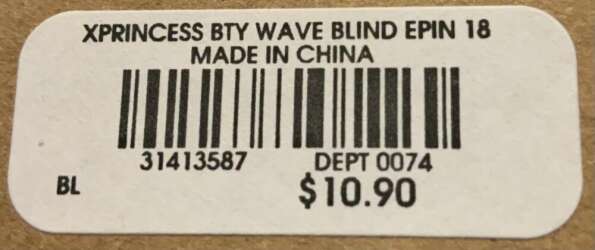 XPRINCESS BTY WAVE BLIND EPIN 18
MADE IN CHINA
31413587 DEPT 0074
BL $10.90